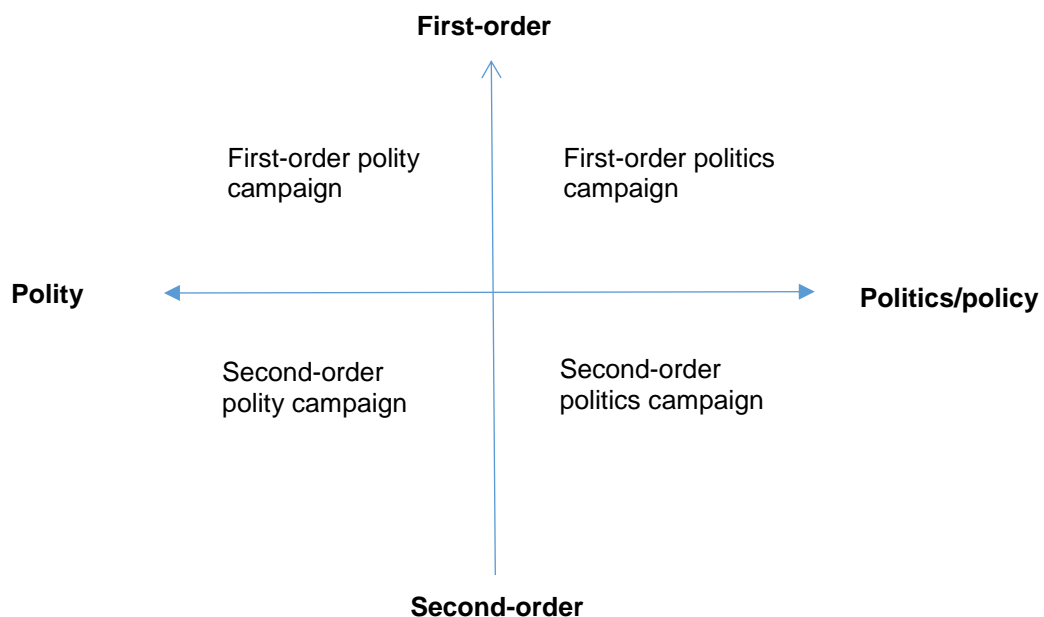 First-order
First-order polity
campaign
First-order politics
campaign
Polity
Politics/policy
Second-order
polity campaign
Second-order
politics campaign
Second-order